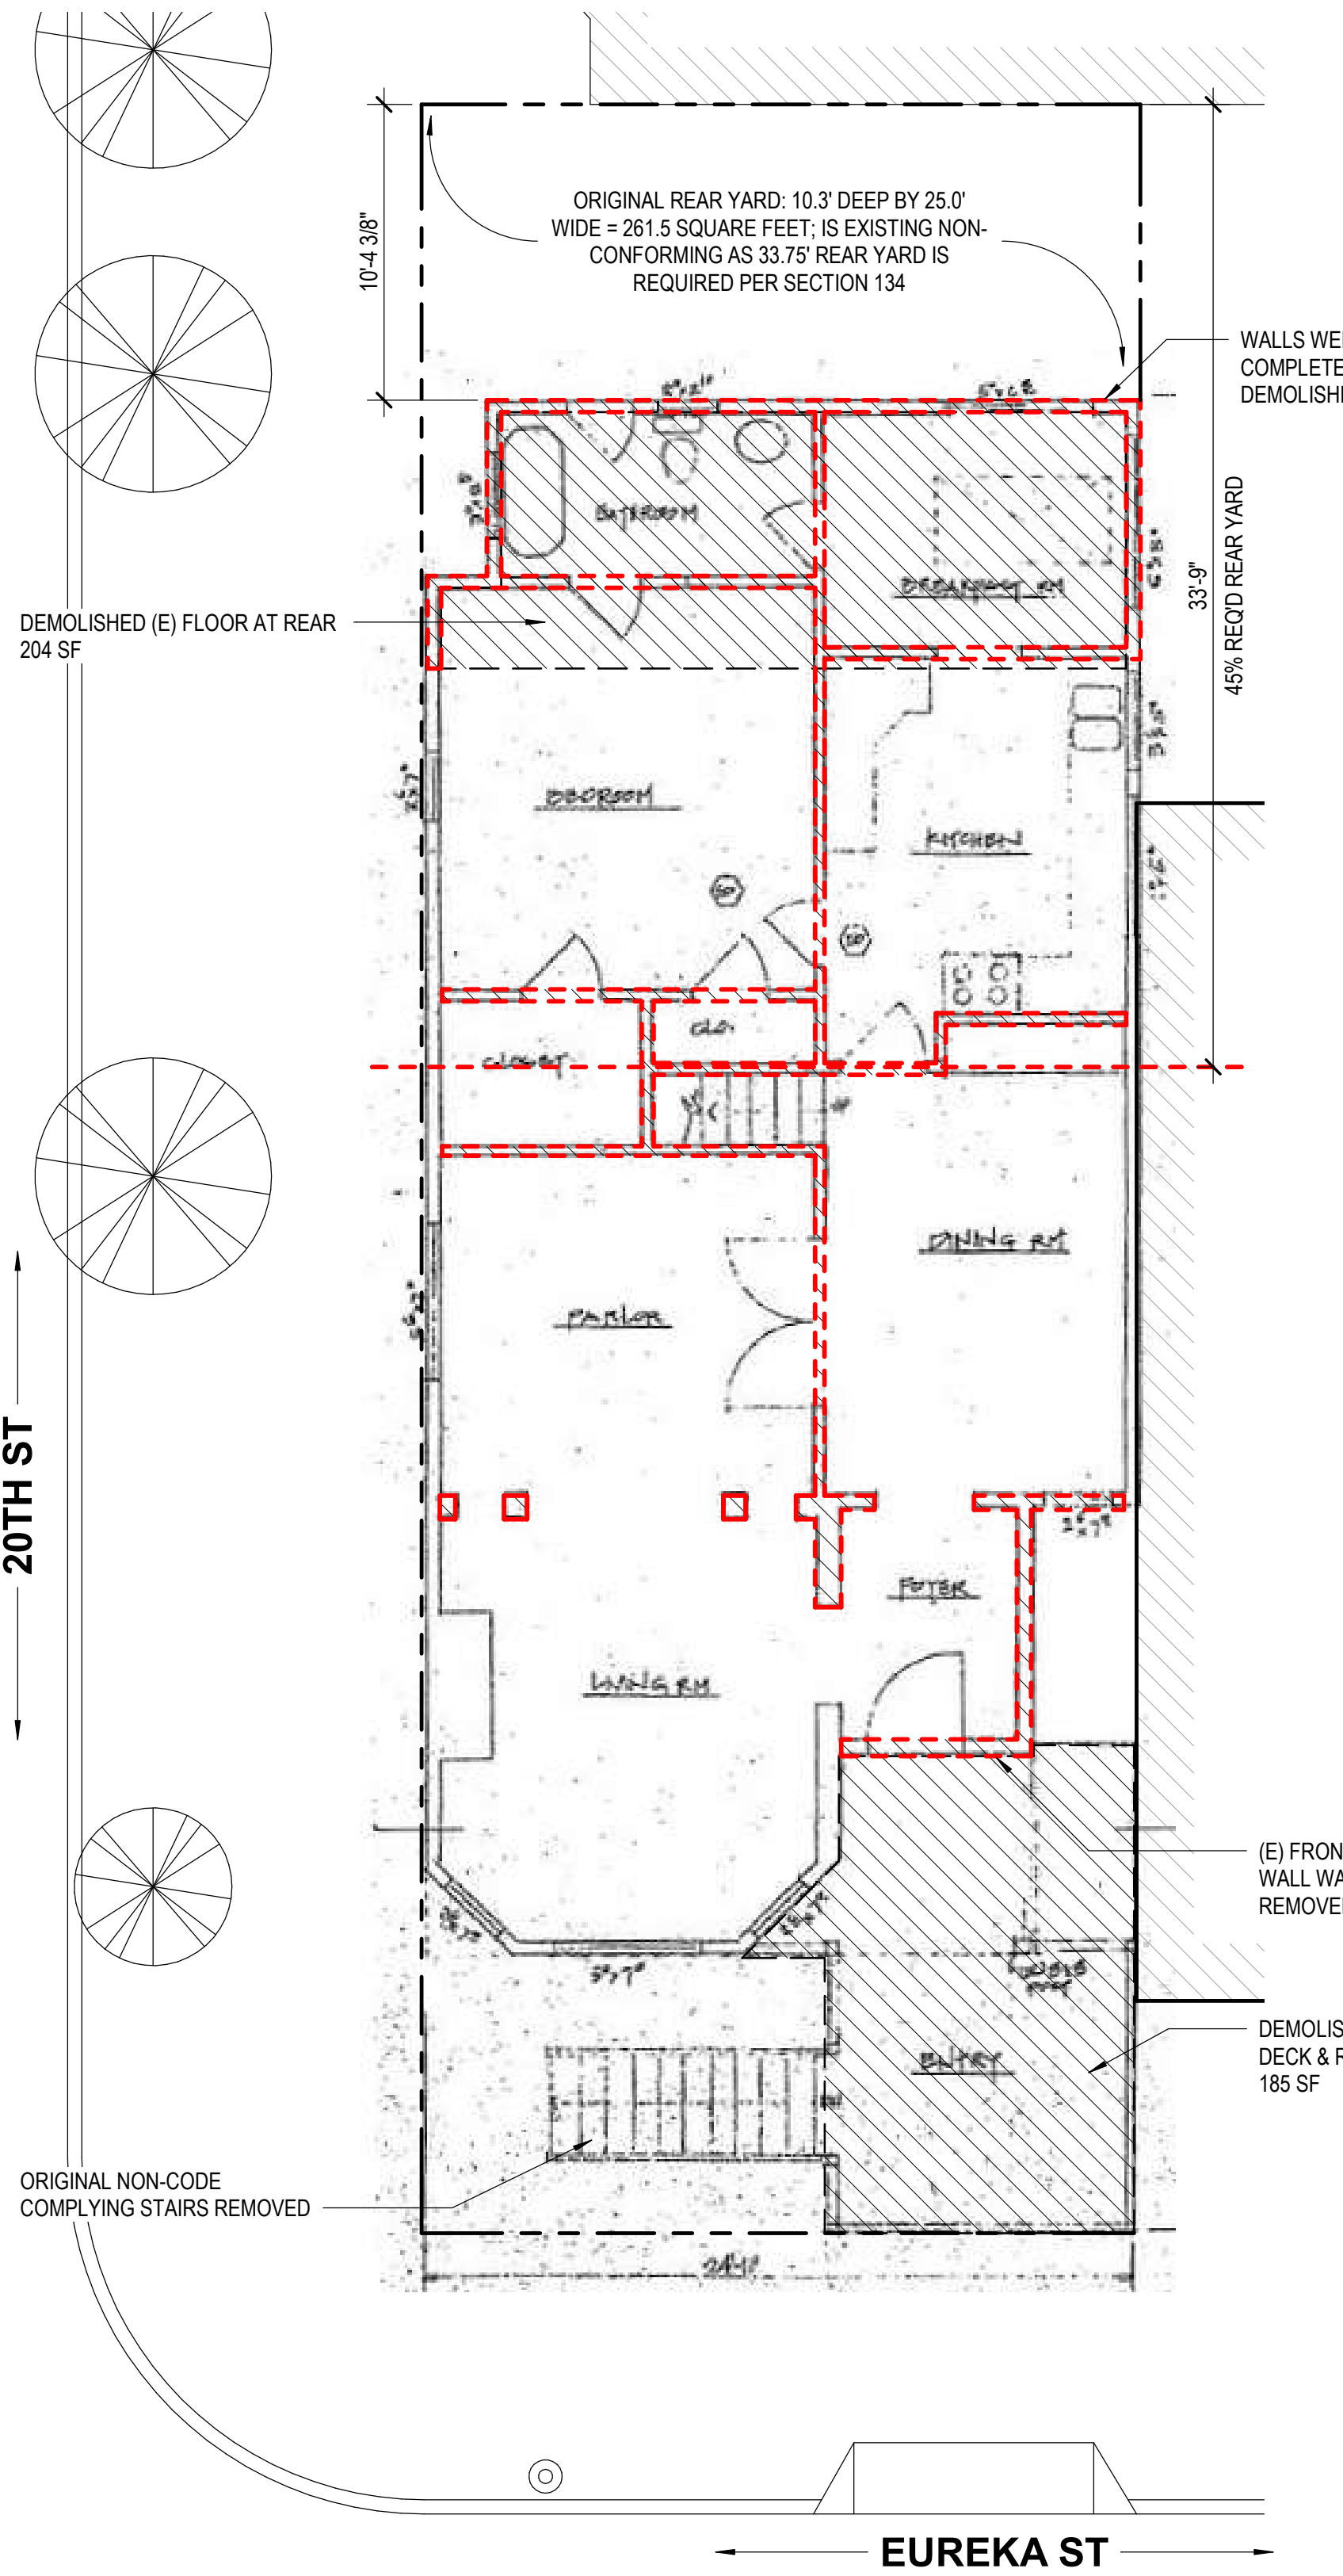 ORIGINAL REAR YARD: 10.3' DEEP BY 25.0'
WIDE = 261.5 SQUARE FEET; IS EXISTING NON-
CONFORMING AS 33.75' REAR YARD IS
REQUIRED PER SECTION 134
10'-4 3/8"
WALLS WE
COMPLETE
DEMOLISH
45% REQ'D REAR YARD
33'-9"
BATHROOM
BREAKFAST RM
DEMOLISHED (E) FLOOR AT REAR
204 SF
BEDROOM
KITCHEN
CLO.
CLOSET
DINING RM
PARLOR
20TH ST
FOYER
LIVING RM
(E) FRON
WALL WA
REMOVE
ENTRY
DEMOLIS
DECK & R
185 SF
ORIGINAL NON-CODE
COMPLYING STAIRS REMOVED
EUREKA ST